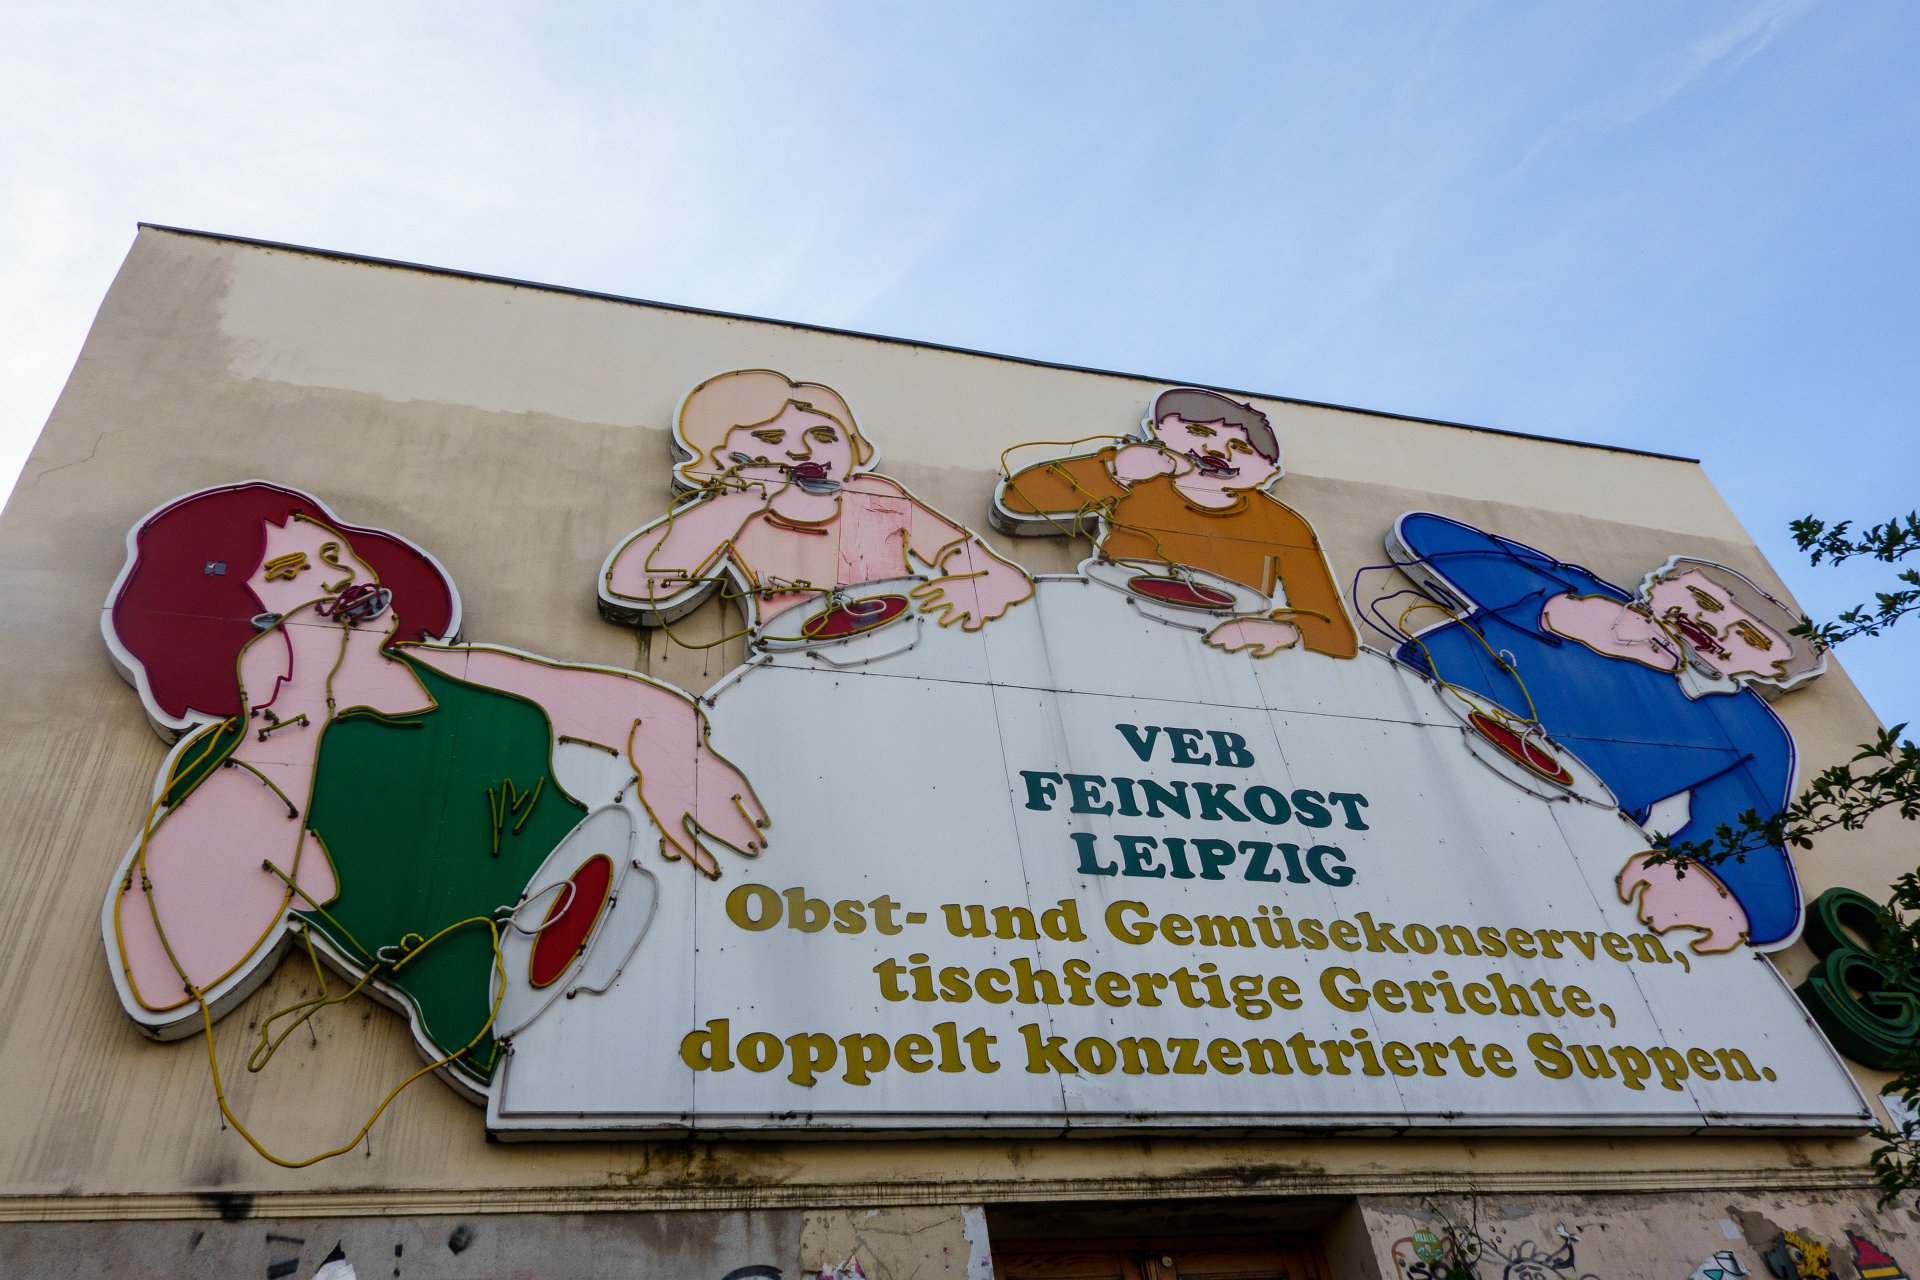 VEB
FEINKOST
LEIPZIG
Obst- und Gemüsekonserven,
tischfertige Gerichte,
doppelt konzentrierte Suppen.